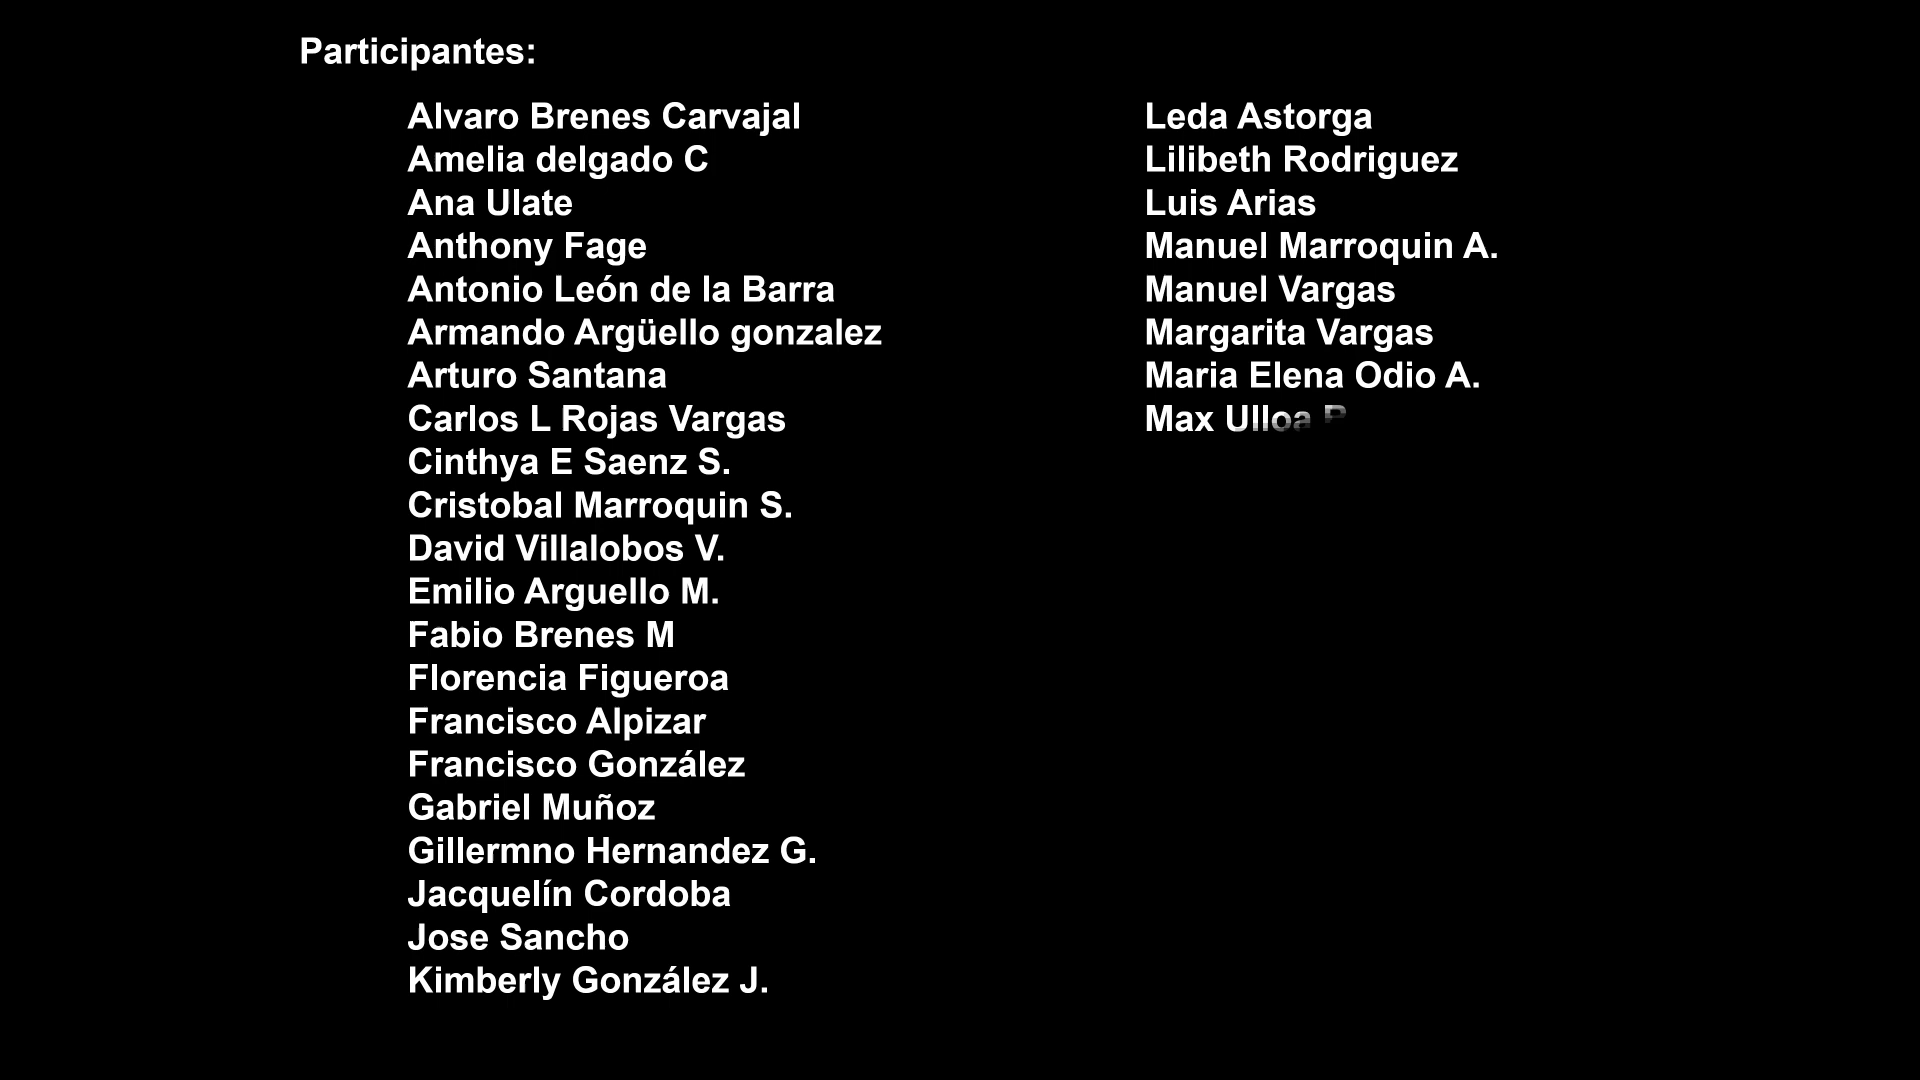 Participantes:
Alvaro Brenes Carvajal
Amelia delgado C
Ana Ulate
Anthony Fage
Antonio León de la Barra
Armando Argüello gonzalez
Arturo Santana
Carlos L Rojas Vargas
Cinthya E Saenz S.
Cristobal Marroquin S.
David Villalobos V.
Emilio Arguello M.
Fabio Brenes M
Florencia Figueroa
Francisco Alpizar
Francisco González
Gabriel Muñoz
Gillermno Hernandez G.
Jacquelín Cordoba
Jose Sancho
Kimberly González J.
Leda Astorga
Lilibeth Rodriguez
Luis Arias
Manuel Marroquin A.
Manuel Vargas
Margarita Vargas
Maria Elena Odio A.
Max Ulloa